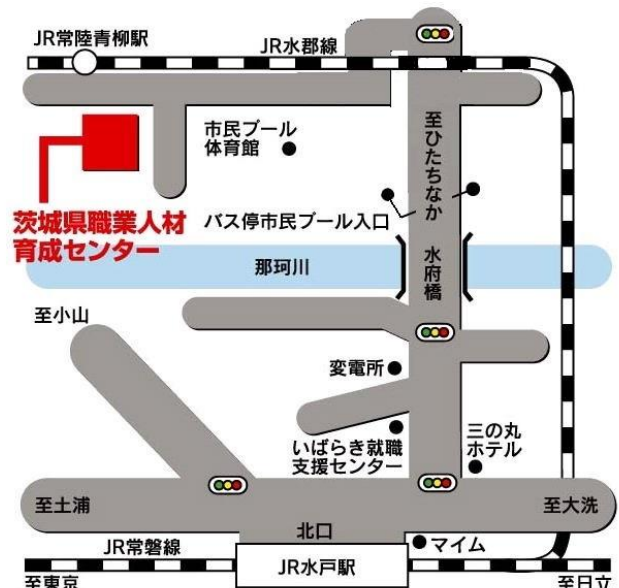 JR常陸青柳駅
JR水郡線
至ひたちなか
市民プール
体育館
茨城県職業人材
育成センター
バス停市民プール入口
那珂川
水府橋
至小山
変電所
いばらき就職
支援センター
三の丸
ホテル
至土浦
至大洗
北口
マイム
JR常磐線
JR水戸駅
至東京
至日立